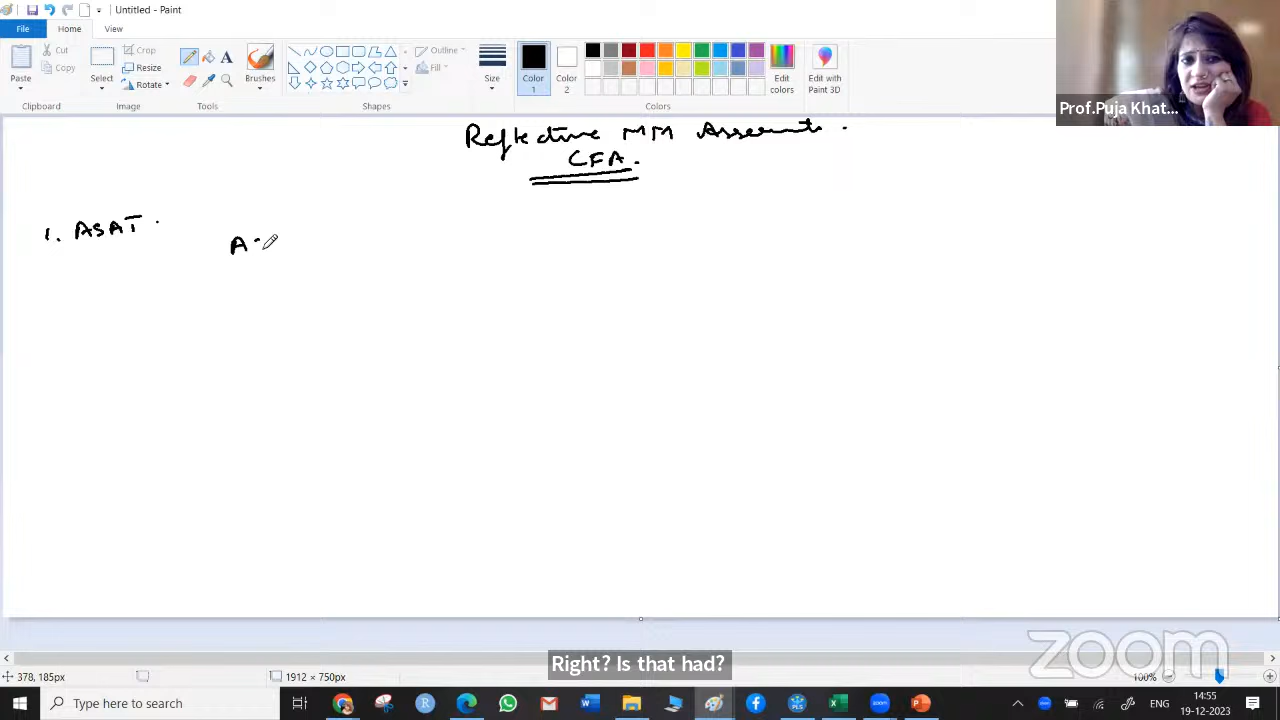 Untitled - Paint
File Home View
Paste Cut Copy
Clipboard
Select Crop Resize Rotate
Image
Tools
Brushes
Outline Fill
Shapes
Size
Color 1 Color 2
Edit colors
Colors
Edit with Paint 3D
Prof.Puja Khat...
Reflective MM
CFA.
1. ASAT.
A -
Right? Is that had?
zoom
378, 185px 1912 × 750px 100%
Type here to search
ENG 14:55 19-12-2023